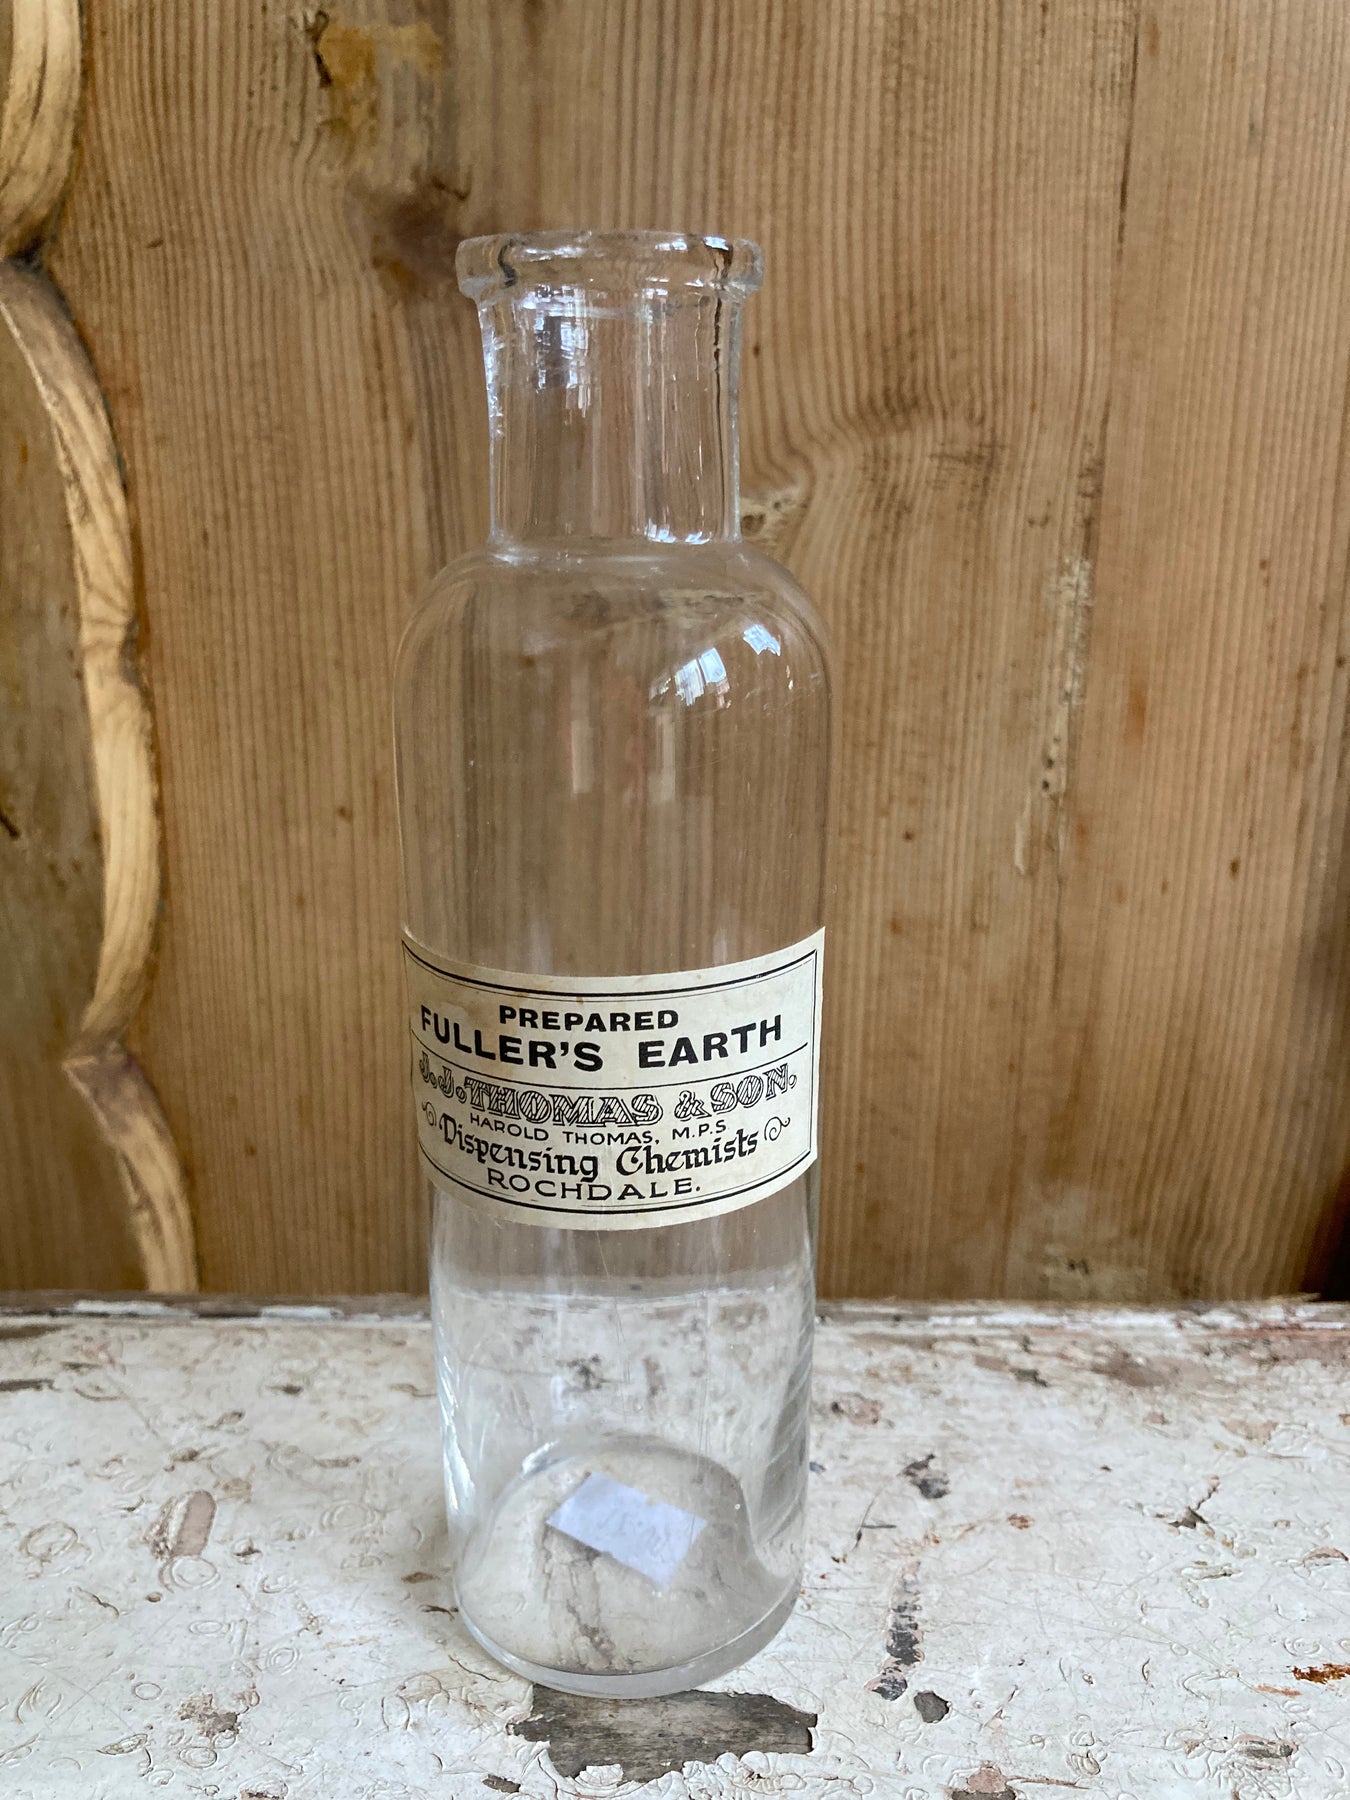 PREPARED
FULLER'S EARTH
J.J. THOMAS & SON.
HAROLD THOMAS, M.P.S
Dispensing Chemists
ROCHDALE.